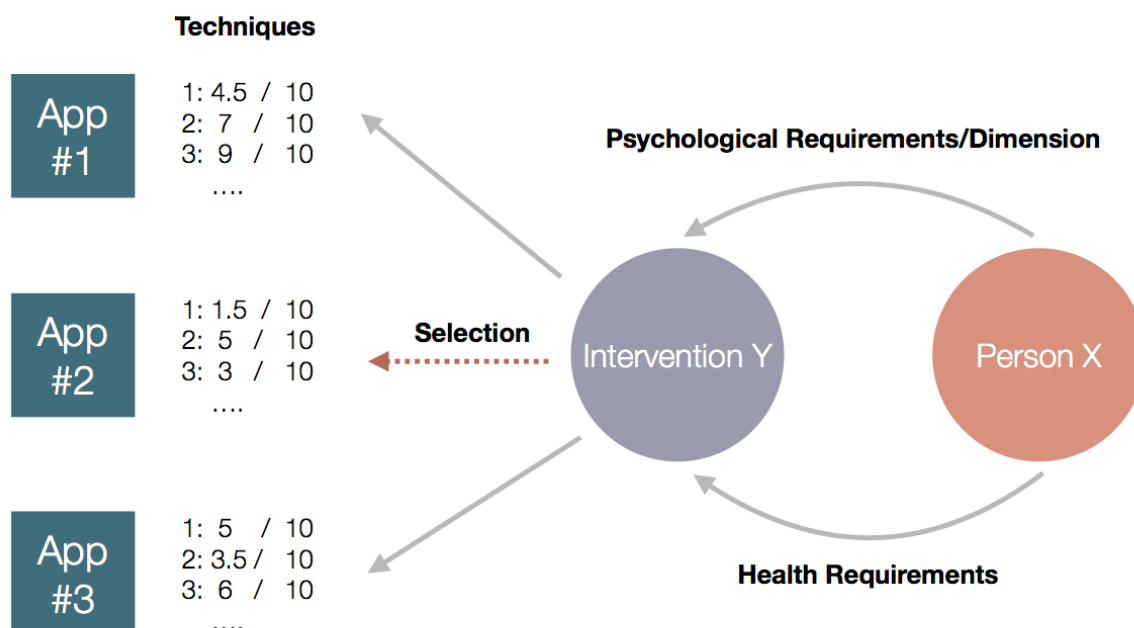 Techniques
App
#1
1: 4.5 / 10
2: 7 / 10
3: 9 / 10
....
Psychological Requirements/Dimension
App
#2
1: 1.5 / 10
2: 5 / 10
3: 3 / 10
....
Selection
Intervention Y
Person X
App
#3
1: 5 / 10
2: 3.5 / 10
3: 6 / 10
....
Health Requirements